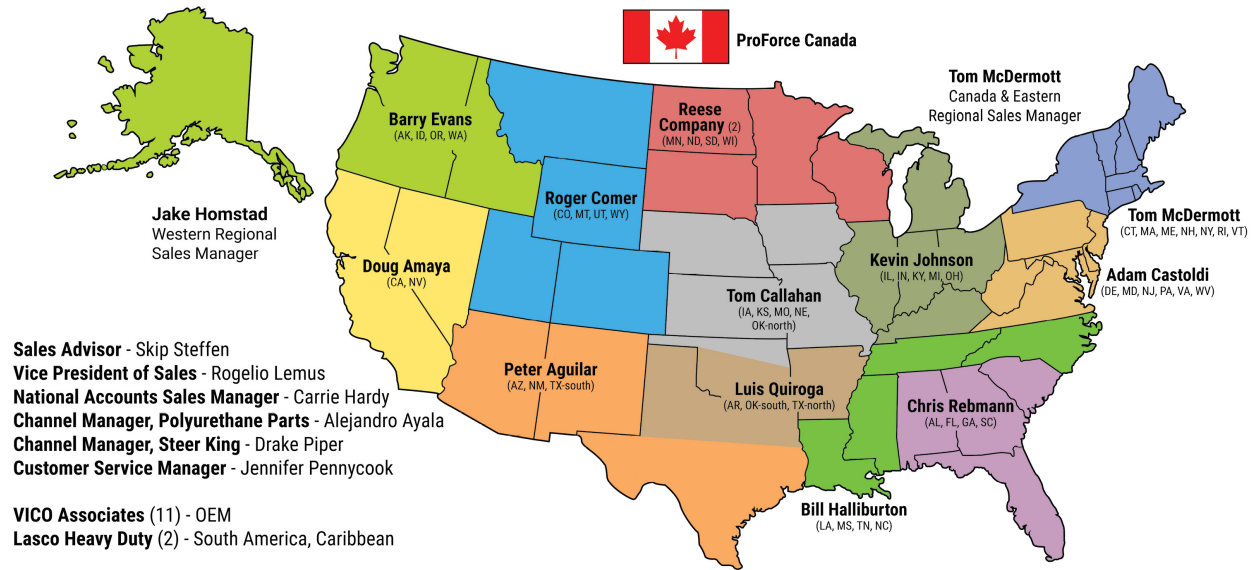 ProForce Canada
Tom McDermott
Canada & Eastern
Regional Sales Manager
Barry Evans
(AK, ID, OR, WA)
Reese
Company (2)
(MN, ND, SD, WI)
Roger Comer
(CO, MT, UT, WY)
Jake Homstad
Western Regional
Sales Manager
Tom McDermott
(CT, MA, ME, NH, NY, RI, VT)
Doug Amaya
(CA, NV)
Kevin Johnson
(IL, IN, KY, MI, OH)
Adam Castoldi
(DE, MD, NJ, PA, VA, WV)
Tom Callahan
(IA, KS, MO, NE,
OK-north)
Peter Aguilar
(AZ, NM, TX-south)
Luis Quiroga
(AR, OK-south, TX-north)
Chris Rebmann
(AL, FL, GA, SC)
Bill Halliburton
(LA, MS, TN, NC)
Sales Advisor - Skip Steffen
Vice President of Sales - Rogelio Lemus
National Accounts Sales Manager - Carrie Hardy
Channel Manager, Polyurethane Parts - Alejandro Ayala
Channel Manager, Steer King - Drake Piper
Customer Service Manager - Jennifer Pennycook
VICO Associates (11) - OEM
Lasco Heavy Duty (2) - South America, Caribbean